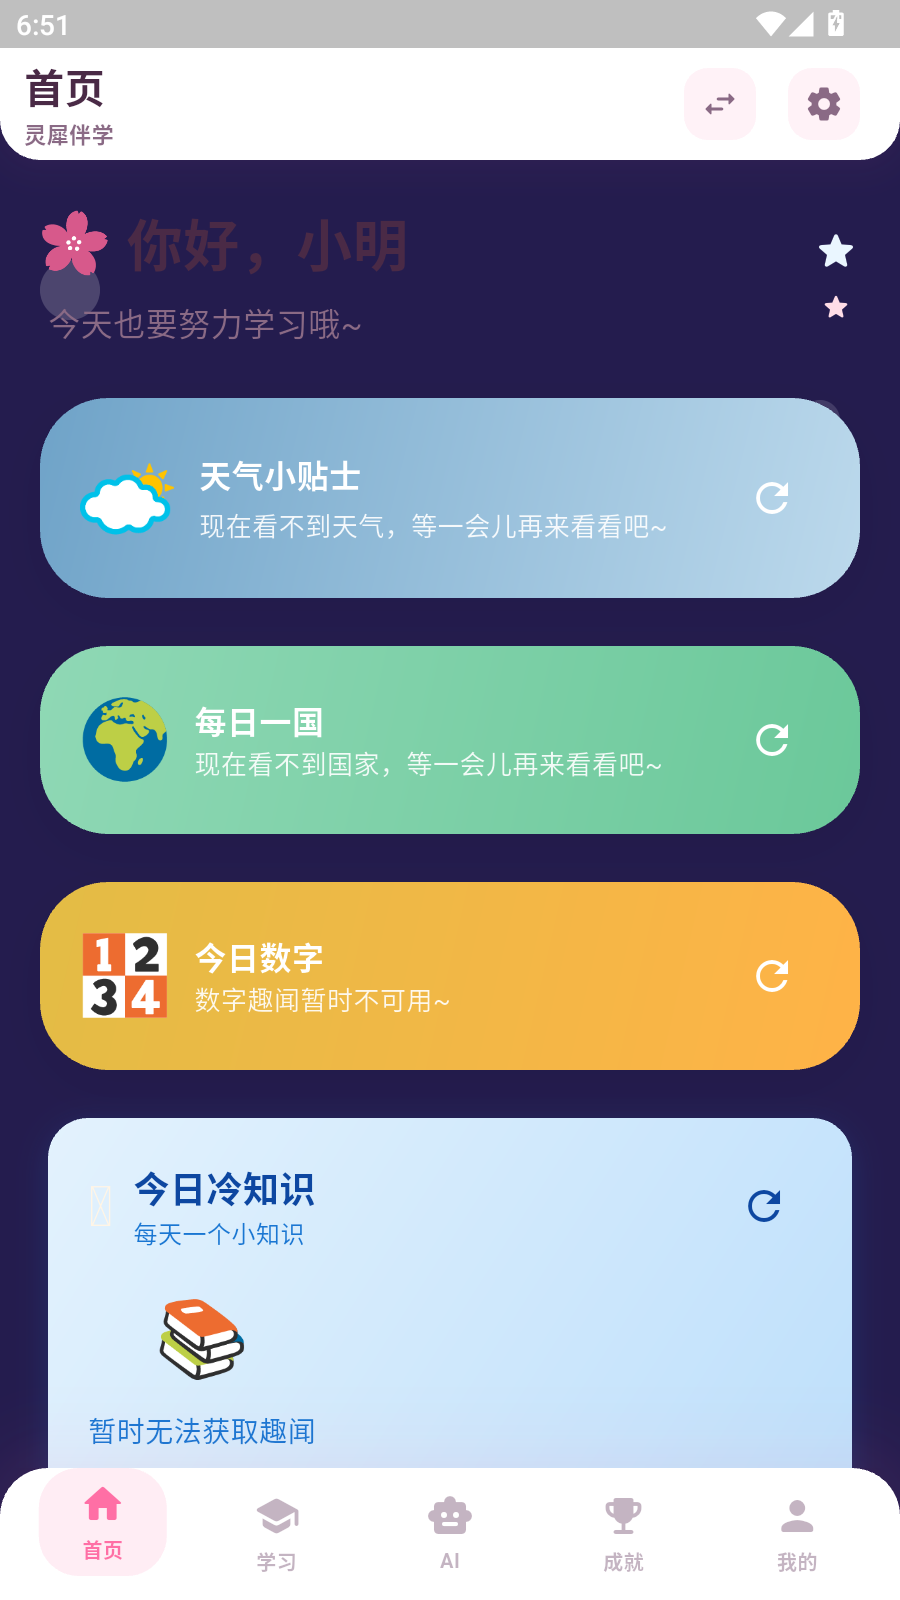 6:51
首页
灵犀伴学
你好，小明
今天也要努力学习哦~
天气小贴士
现在看不到天气，等一会儿再来看看吧~
每日一国
现在看不到国家，等一会儿再来看看吧~
1 2
3 4
今日数字
数字趣闻暂时不可用~
今日冷知识
每天一个小知识
暂时无法获取趣闻
首页
学习
AI
成就
我的